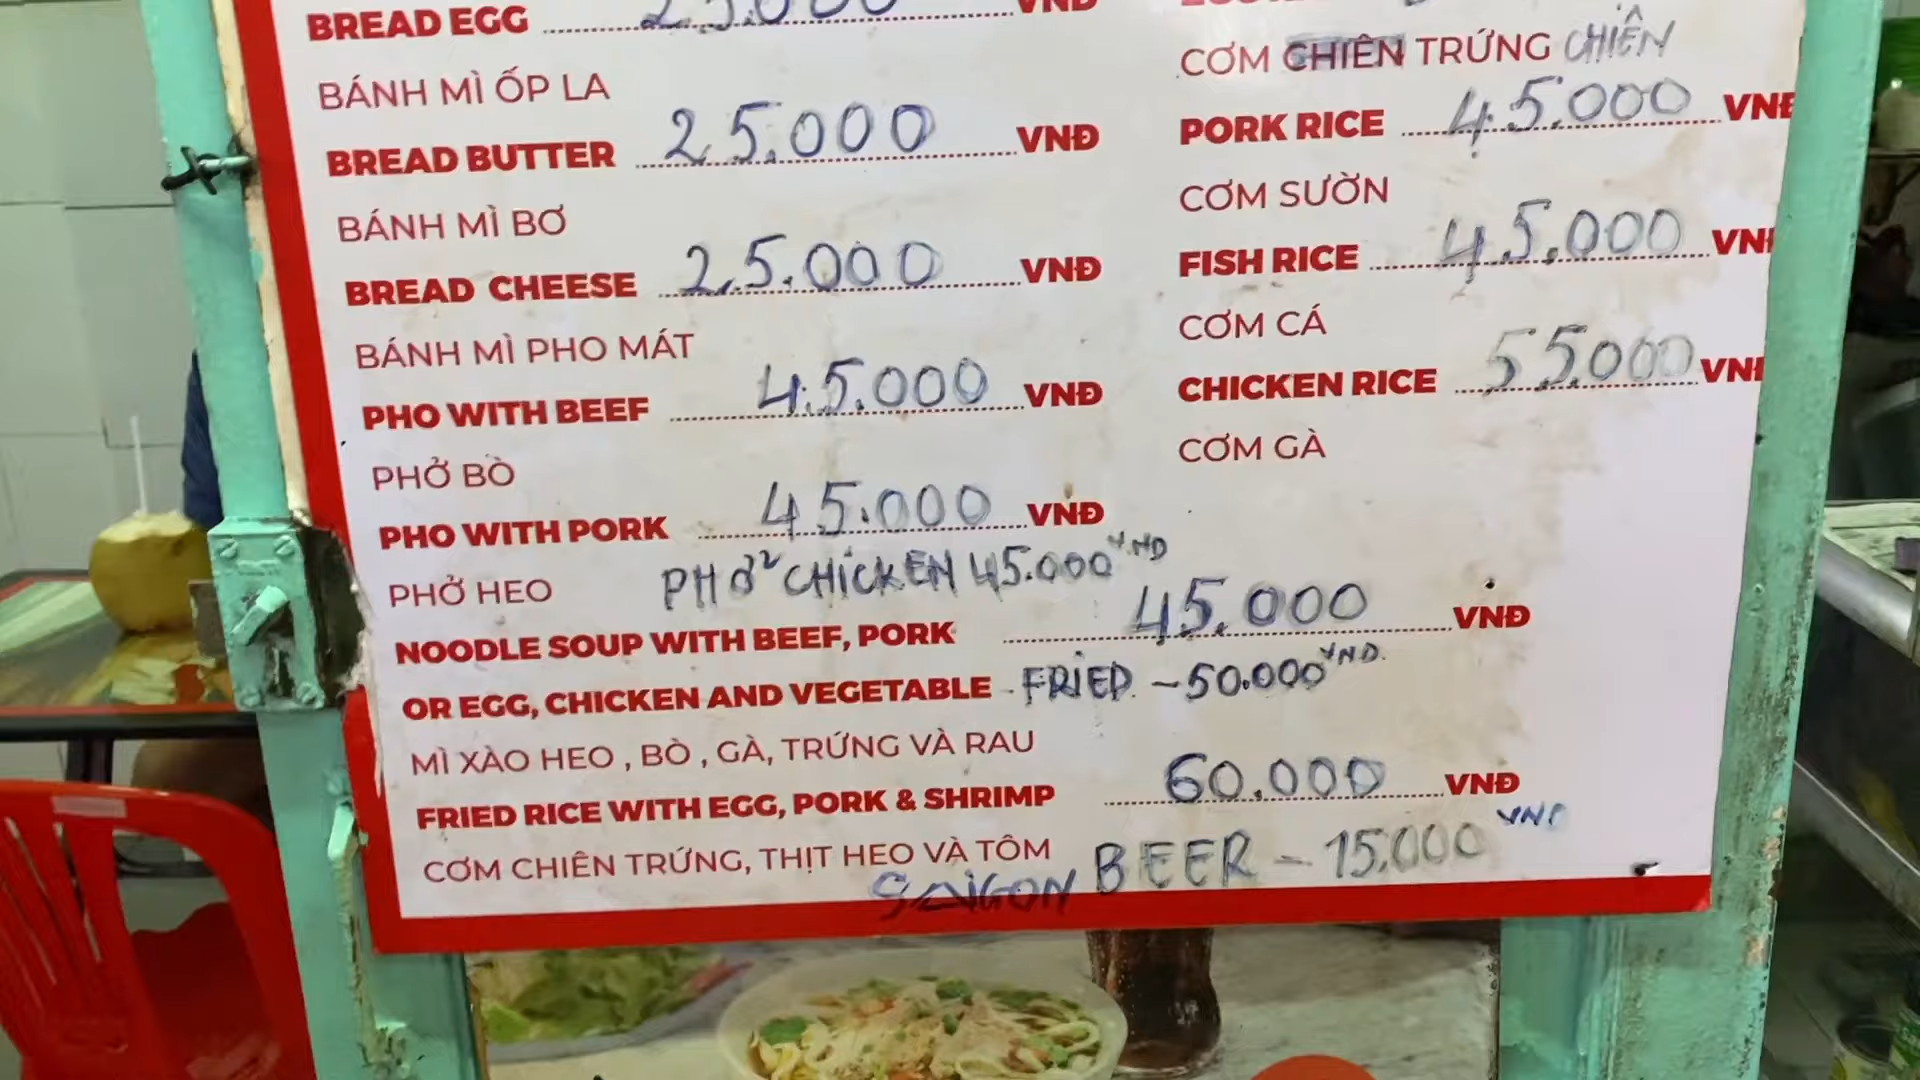 BREAD EGG 25.000 VNĐ
BÁNH MÌ ỐP LA
BREAD BUTTER 25.000 VNĐ
BÁNH MÌ BƠ
BREAD CHEESE 25.000 VNĐ
BÁNH MÌ PHO MÁT
PHO WITH BEEF 45.000 VNĐ
PHỞ BÒ
PHO WITH PORK 45.000 VNĐ
PHỞ HEO
PHỞ CHICKEN 45.000 VND
NOODLE SOUP WITH BEEF, PORK 45.000 VNĐ
OR EGG, CHICKEN AND VEGETABLE - FRIED - 50.000 VND
MÌ XÀO HEO , BÒ , GÀ, TRỨNG VÀ RAU
FRIED RICE WITH EGG, PORK & SHRIMP 60.000 VNĐ
CƠM CHIÊN TRỨNG, THỊT HEO VÀ TÔM
SAIGON BEER - 15.000 VND
CƠM CHIÊN TRỨNG CHIÊN
PORK RICE 45.000 VNĐ
CƠM SƯỜN
FISH RICE 45.000 VNĐ
CƠM CÁ
CHICKEN RICE 55.000 VNĐ
CƠM GÀ